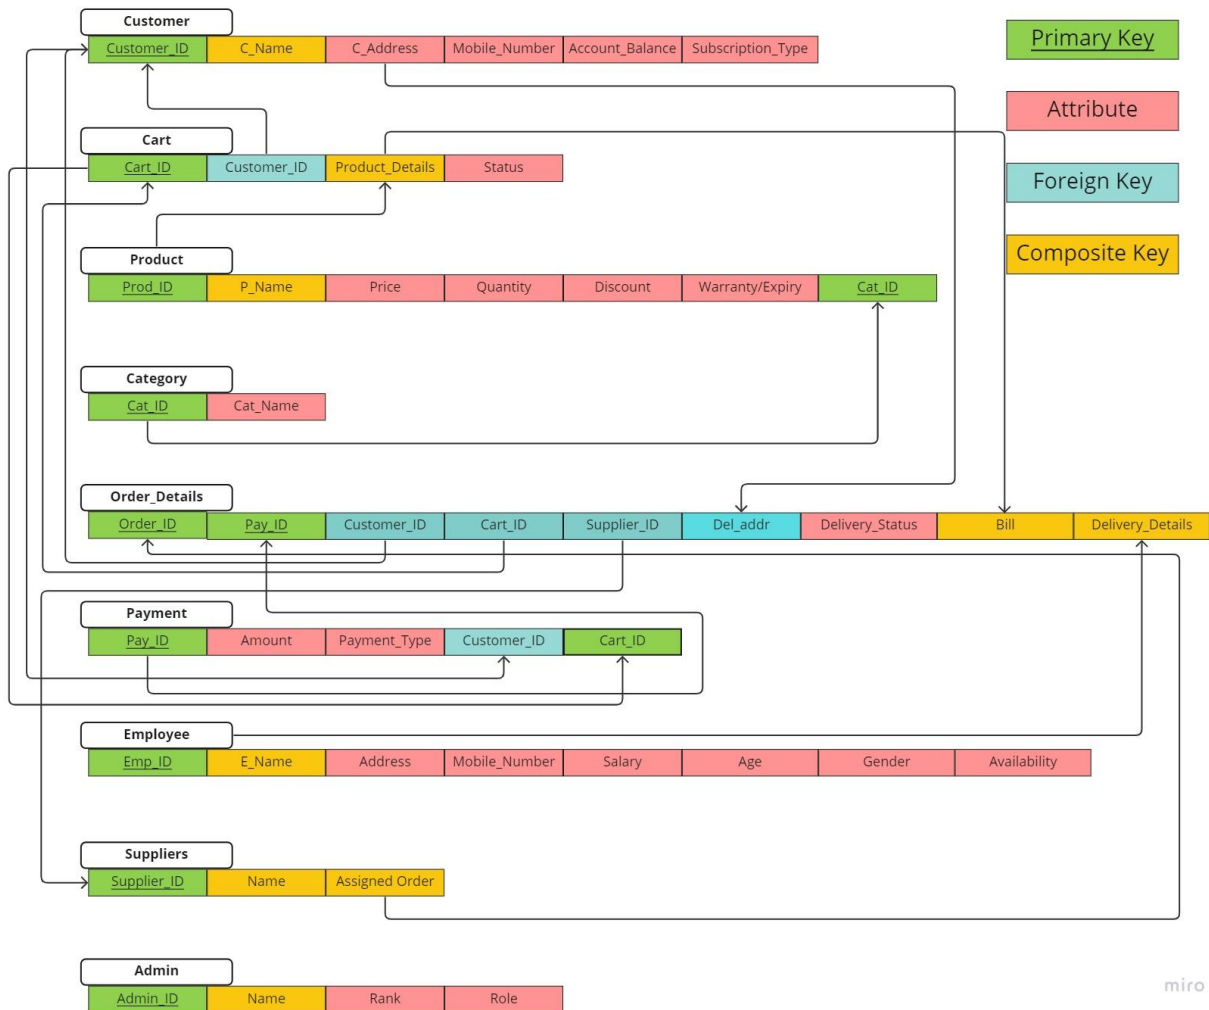 Customer
Customer_ID C_Name C_Address Mobile_Number Account_Balance Subscription_Type
Primary Key
Attribute
Cart
Cart_ID Customer_ID Product_Details Status
Foreign Key
Composite Key
Product
Prod_ID P_Name Price Quantity Discount Warranty/Expiry Cat_ID
Category
Cat_ID Cat_Name
Order_Details
Order_ID Pay_ID Customer_ID Cart_ID Supplier_ID Del_addr Delivery_Status Bill Delivery_Details
Payment
Pay_ID Amount Payment_Type Customer_ID Cart_ID
Employee
Emp_ID E_Name Address Mobile_Number Salary Age Gender Availability
Suppliers
Supplier_ID Name Assigned Order
Admin
Admin_ID Name Rank Role
miro